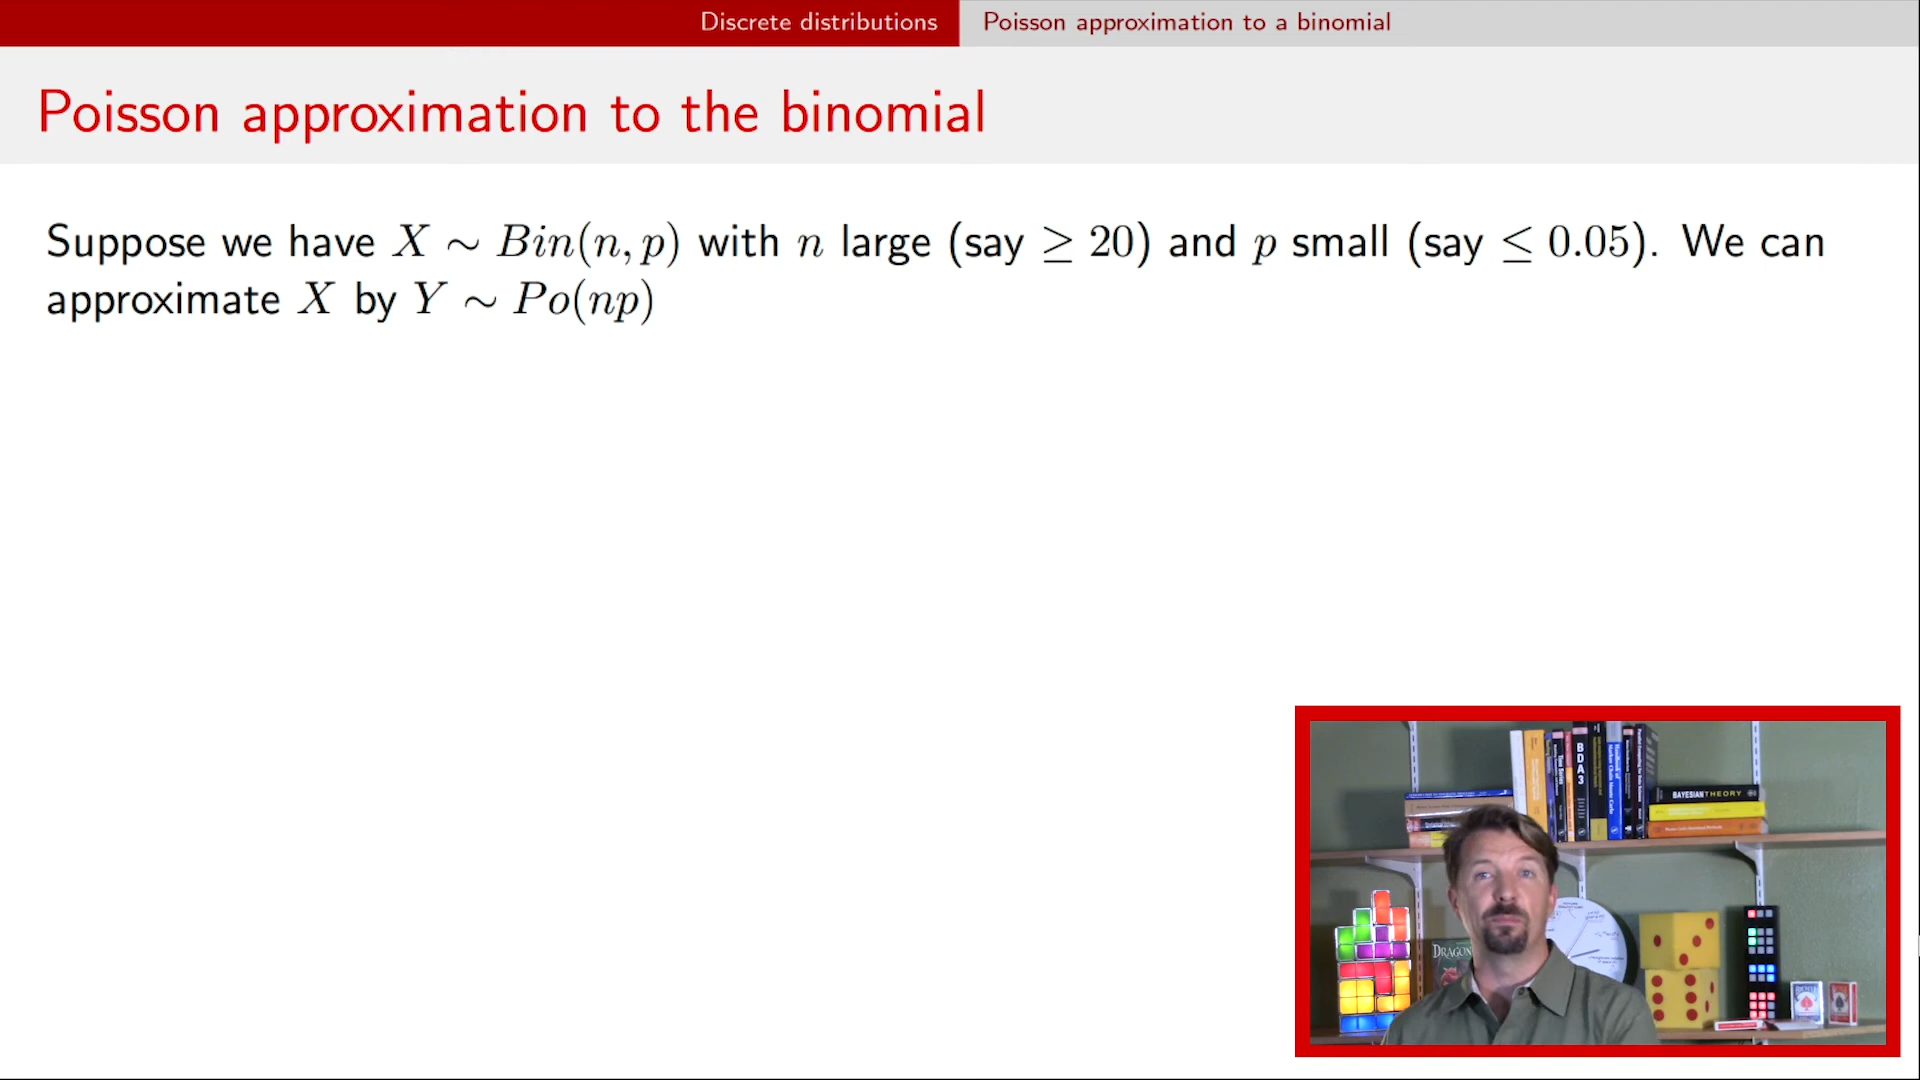 Discrete distributions
Poisson approximation to a binomial
Poisson approximation to the binomial
Suppose we have X ∼ Bin(n, p) with n large (say ≥ 20) and p small (say ≤ 0.05). We can
approximate X by Y ∼ Po(np)
BDA3
BAYESIAN THEORY
DRAGON